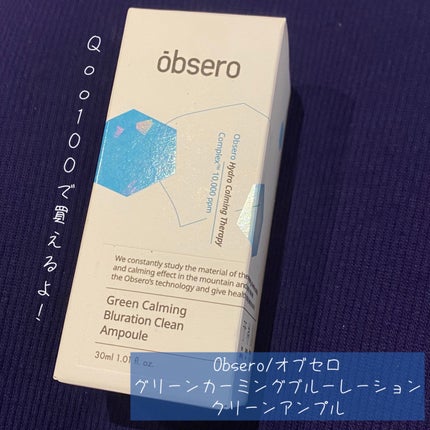 Qoo100で買えるよ!
ōbsero
Obsero Hydro Calming Therapy
Complex™ 10,000 ppm
We constantly study the material of the
and calming effect in the mountain and
the Obsero's technology and give heal
Green Calming
Bluration Clean
Ampoule
30ml 1.01 fl. oz.
Obsero/オブセロ
グリーンカーミングブルーレーション
クリーンアンプル